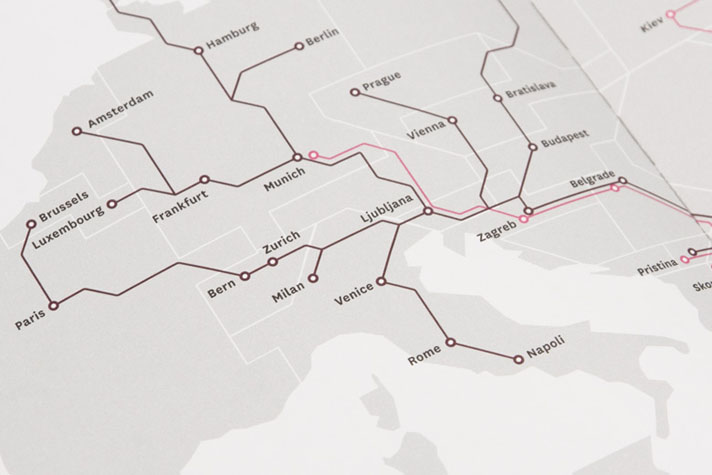 Hamburg
Berlin
Kiev
Amsterdam
Prague
Bratislava
Vienna
Budapest
Munich
Belgrade
Brussels
Luxembourg
Frankfurt
Ljubljana
Zagreb
Zurich
Bern
Milan
Venice
Pristina
Paris
Rome
Napoli